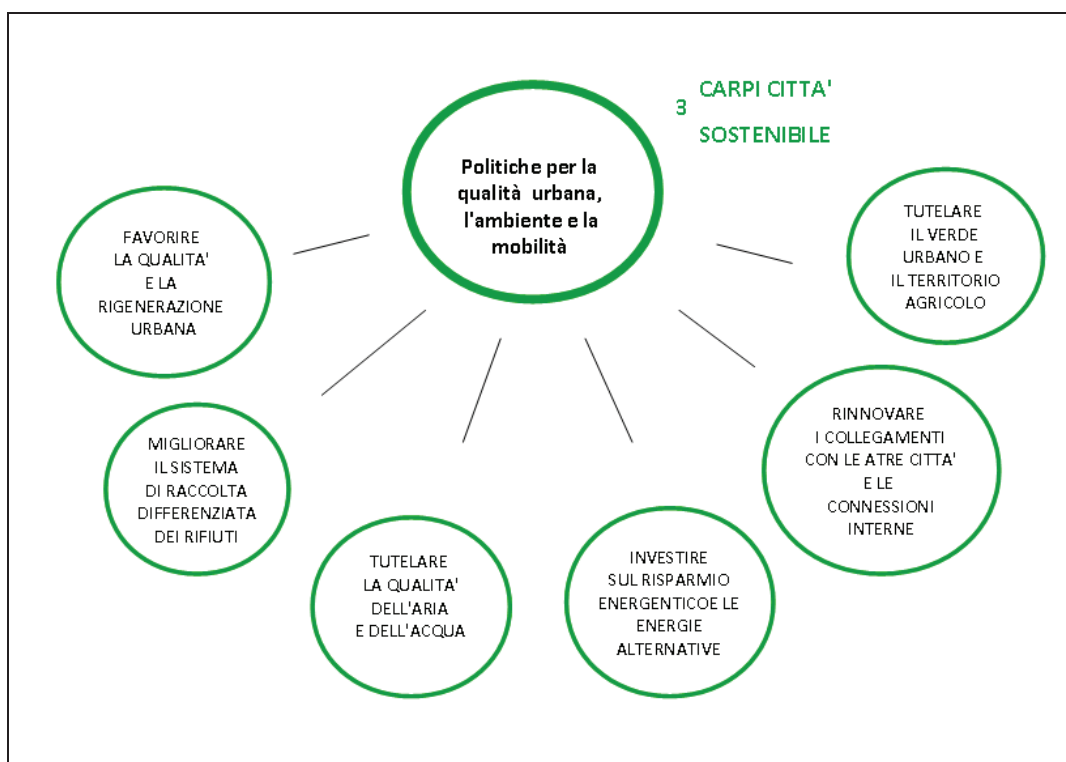 3
CARPI CITTA'
SOSTENIBILE
Politiche per la
qualità urbana,
l'ambiente e la
mobilità
FAVORIRE
LA QUALITA'
E LA
RIGENERAZIONE
URBANA
MIGLIORARE
IL SISTEMA
DI RACCOLTA
DIFFERENZIATA
DEI RIFIUTI
TUTELARE
LA QUALITA'
DELL'ARIA
E DELL'ACQUA
INVESTIRE
SUL RISPARMIO
ENERGENTICOE LE
ENERGIE
ALTERNATIVE
RINNOVARE
I COLLEGAMENTI
CON LE ATRE CITTA'
E LE
CONNESSIONI
INTERNE
TUTELARE
IL VERDE
URBANO E
IL TERRITORIO
AGRICOLO